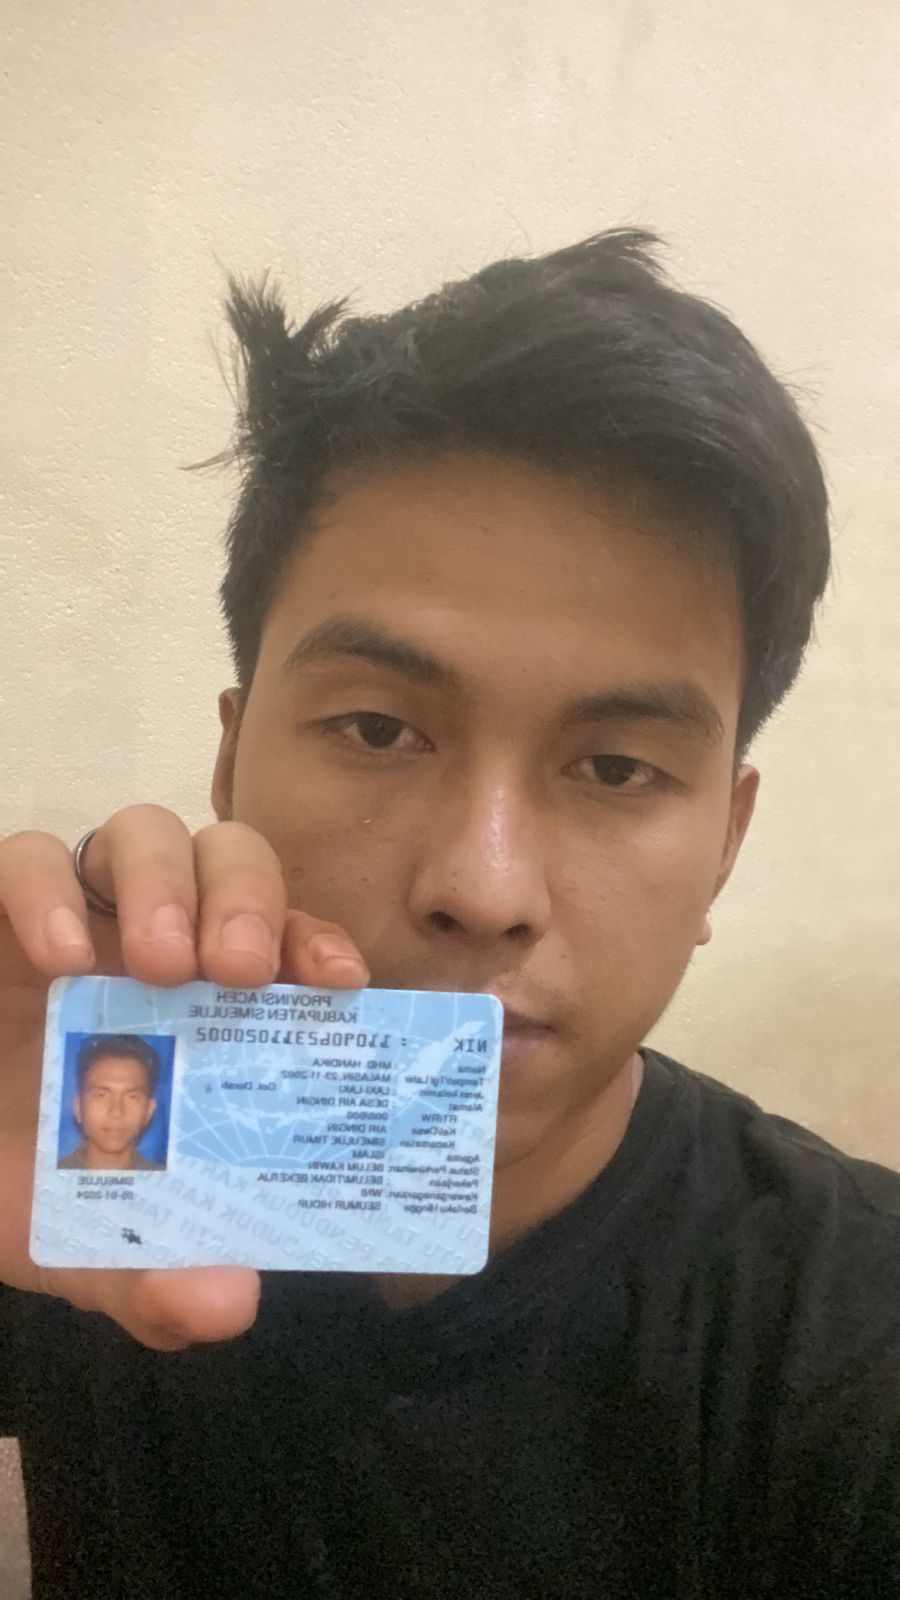 PROVINSI ACEH
KABUPATEN SIMEULUE
NIK : 1109065311020005
Nama : MHD. HANDIKA
Tempat/Tgl Lahir : MALASIN, 23-11-2002
Jenis kelamin : LAKI-LAKI Gol. Darah :
Alamat : DESA AIR DINGIN
RT/RW : 000/000
Kel/Desa : AIR DINGIN
Kecamatan : SIMEULUE TIMUR
Agama : ISLAM
Status Perkawinan: BELUM KAWIN
Pekerjaan : BELUM/TIDAK BEKERJA
Kewarganegaraan: WNI
Berlaku Hingga : SEUMUR HIDUP
SIMEULUE
05-01-2024